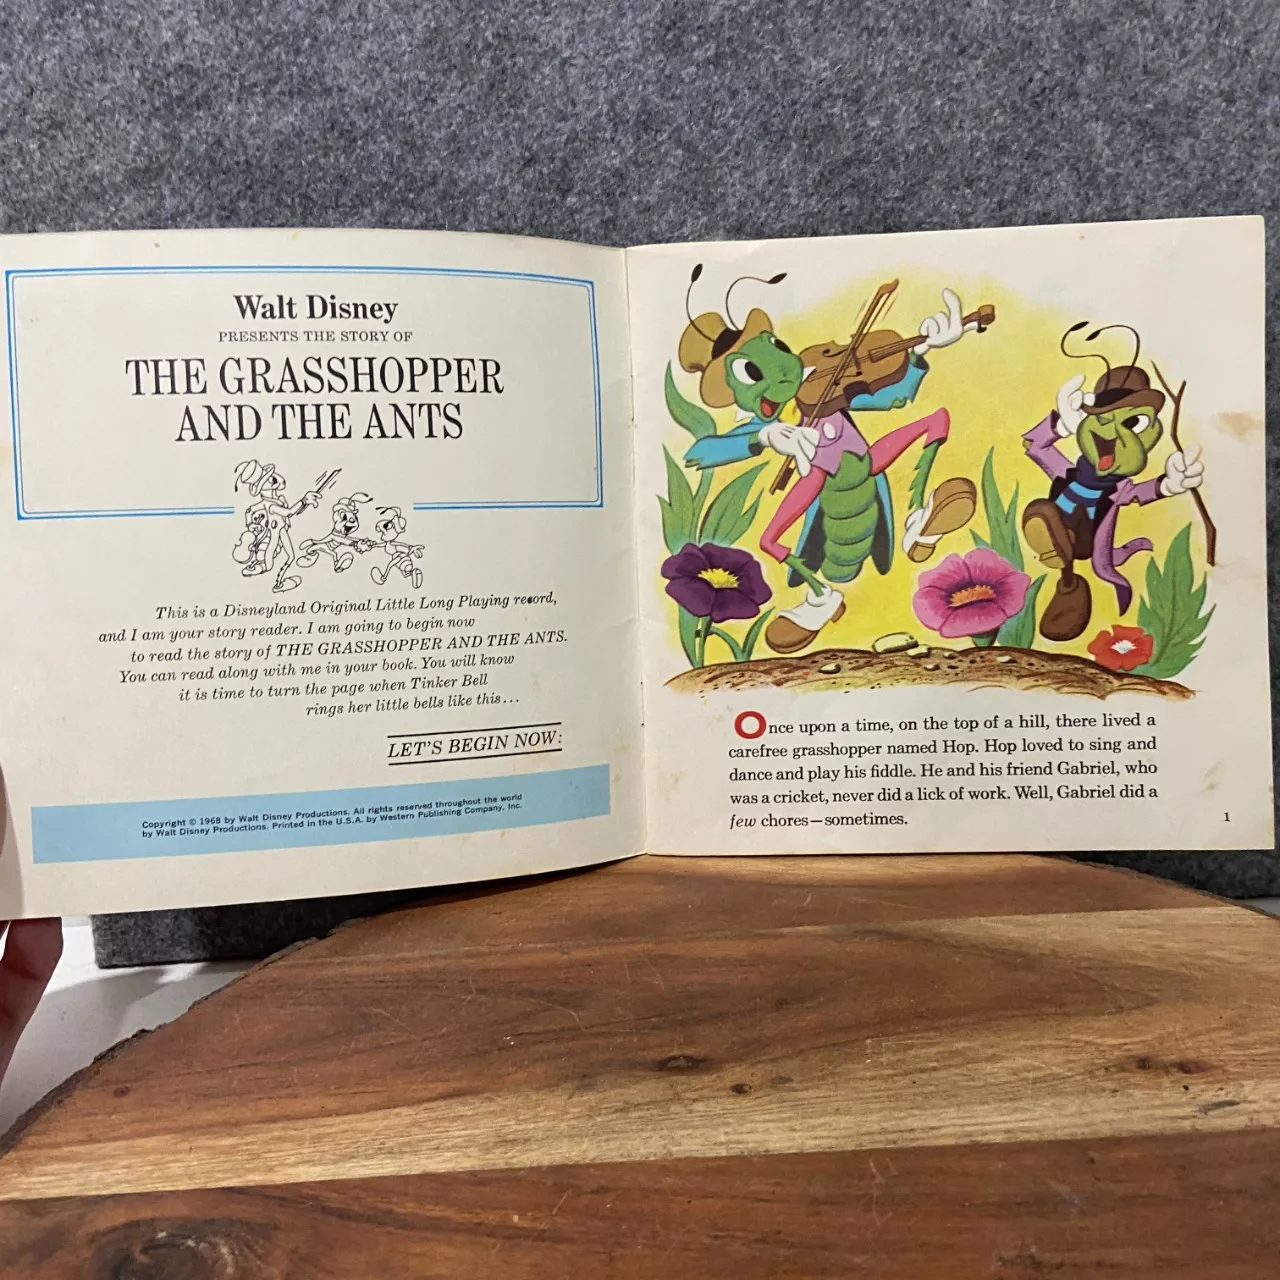 Walt Disney
PRESENTS THE STORY OF
THE GRASSHOPPER
AND THE ANTS
This is a Disneyland Original Little Long Playing record,
and I am your story reader. I am going to begin now
to read the story of THE GRASSHOPPER AND THE ANTS.
You can read along with me in your book. You will know
it is time to turn the page when Tinker Bell
rings her little bells like this...
LET'S BEGIN NOW:
Copyright © 1968 by Walt Disney Productions. All rights reserved throughout the world
by Walt Disney Productions. Printed in the U.S.A. by Western Publishing Company, Inc.
Once upon a time, on the top of a hill, there lived a
carefree grasshopper named Hop. Hop loved to sing and
dance and play his fiddle. He and his friend Gabriel, who
was a cricket, never did a lick of work. Well, Gabriel did a
few chores—sometimes.
1